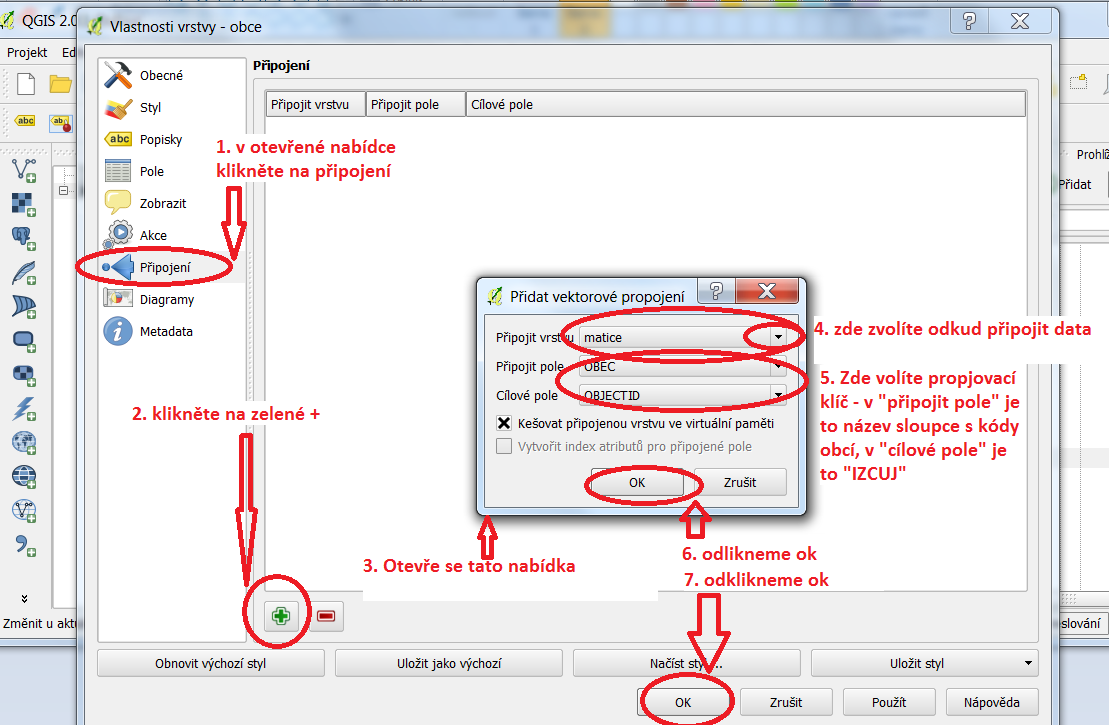 QGIS 2.0
Vlastnosti vrstvy - obce
Projekt
Připojení
Obecné
Styl
Popisky
Pole
Zobrazit
Akce
Připojení
Diagramy
Metadata
abc
abc
Připojit vrstvu
Připojit pole
Cílové pole
1. v otevřené nabídce
klikněte na připojení
2. klikněte na zelené +
Přidat vektorové propojení
Připojit vrstvu
matice
Připojit pole
OBEC
Cílové pole
OBJECTID
Kešovat připojenou vrstvu ve virtuální paměti
Vytvořit index atributů pro připojené pole
OK
Zrušit
3. Otevře se tato nabídka
4. zde zvolíte odkud připojit data
5. Zde volíte propjovací
klíč - v "připojit pole" je
to název sloupce s kódy
obcí, v "cílové pole" je
to "IZCUJ"
6. odlikneme ok
7. odklikneme ok
Přidat
Změnit u aktu
Obnovit výchozí styl
Uložit jako výchozí
Načíst sty...
Uložit styl
OK
Zrušit
Použít
Nápověda